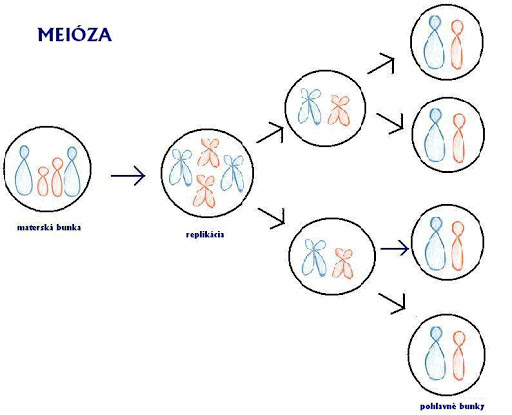 MEIÓZA
materská bunka
replikácia
pohlavné bunky